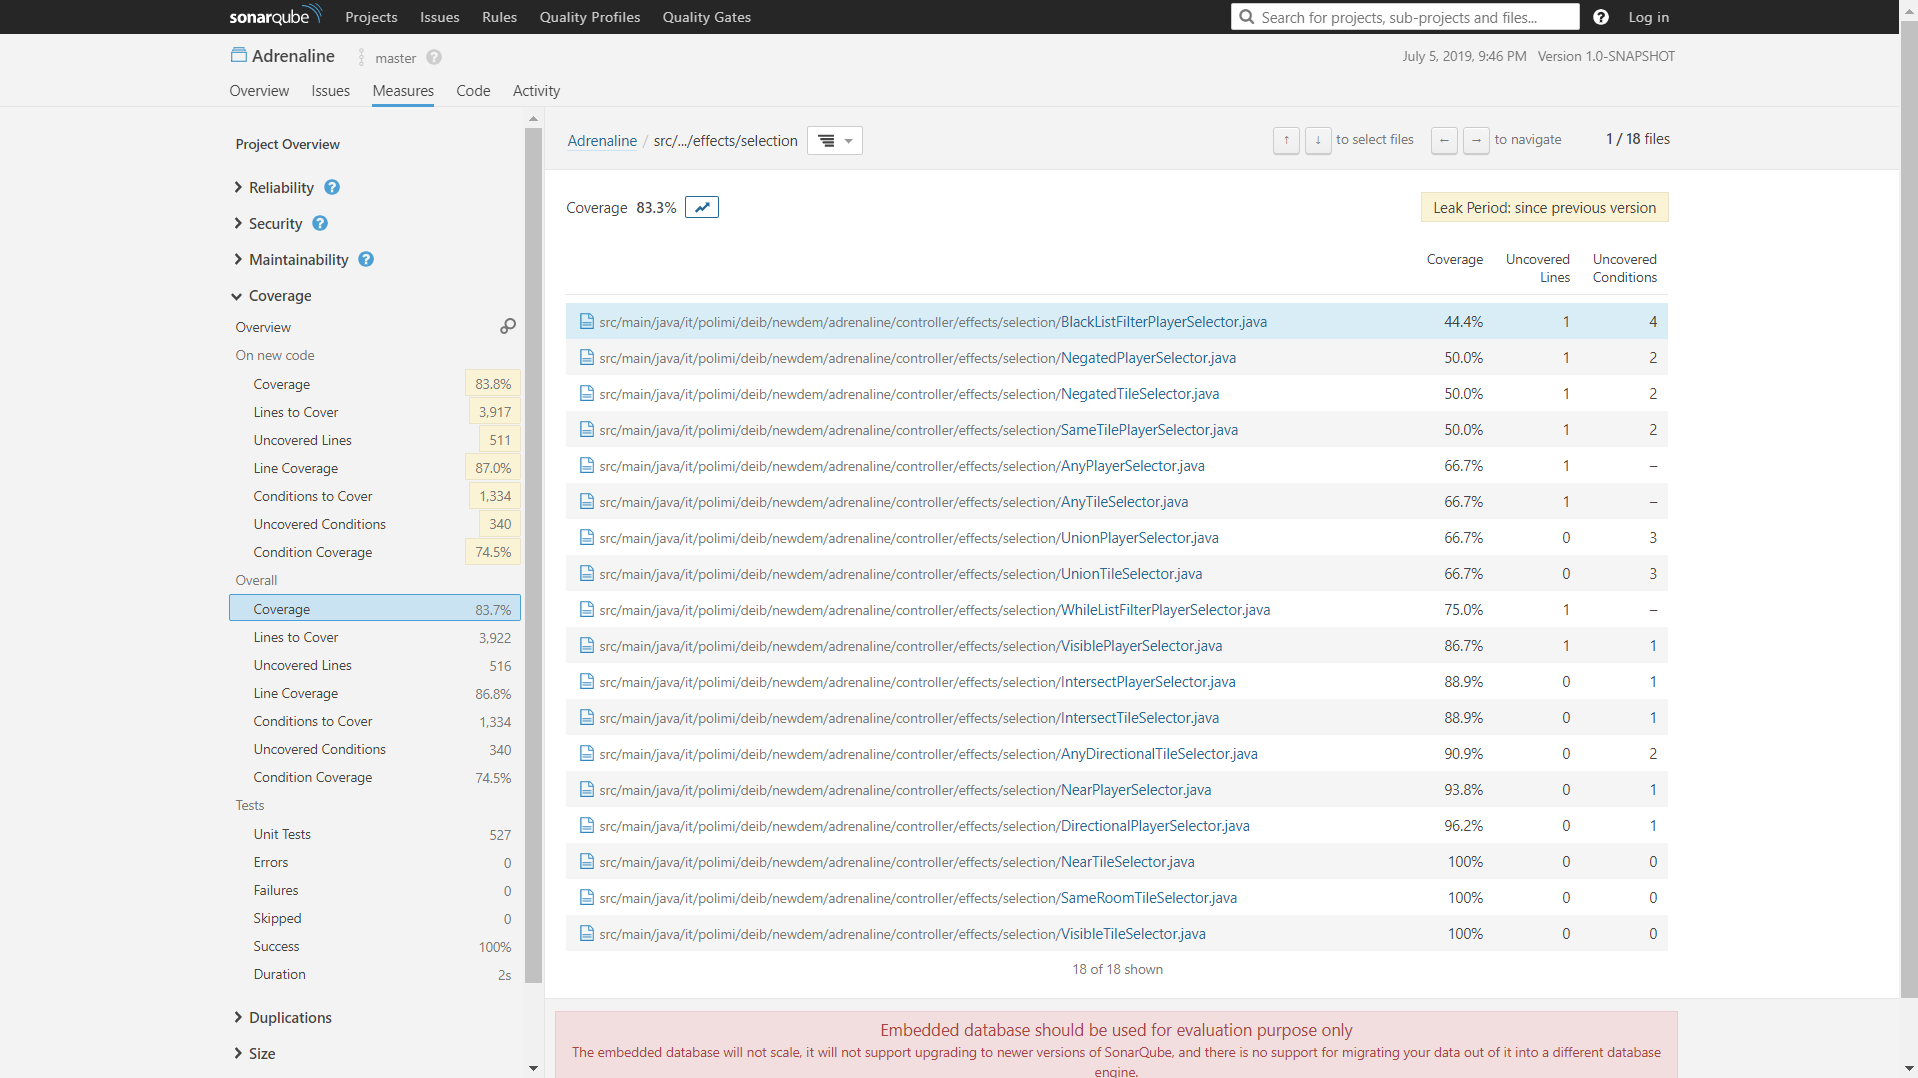 sonarqube Projects Issues Rules Quality Profiles Quality Gates Search for projects, sub-projects and files... ? Log in
Adrenaline master ? July 5, 2019, 9:46 PM Version 1.0-SNAPSHOT
Overview Issues Measures Code Activity
Project Overview
Reliability ?
Security ?
Maintainability ?
Coverage
Overview
On new code
Coverage 83.8%
Lines to Cover 3,917
Uncovered Lines 511
Line Coverage 87.0%
Conditions to Cover 1,334
Uncovered Conditions 340
Condition Coverage 74.5%
Overall
Coverage 83.7%
Lines to Cover 3,922
Uncovered Lines 516
Line Coverage 86.8%
Conditions to Cover 1,334
Uncovered Conditions 340
Condition Coverage 74.5%
Tests
Unit Tests 527
Errors 0
Failures 0
Skipped 0
Success 100%
Duration 2s
Duplications
Size
Adrenaline / src/.../effects/selection ↑ ↓ to select files ← → to navigate 1 / 18 files
Coverage 83.3% Leak Period: since previous version
Coverage Uncovered Uncovered
Lines Conditions
src/main/java/it/polimi/deib/newdem/adrenaline/controller/effects/selection/BlackListFilterPlayerSelector.java 44.4% 1 4
src/main/java/it/polimi/deib/newdem/adrenaline/controller/effects/selection/NegatedPlayerSelector.java 50.0% 1 2
src/main/java/it/polimi/deib/newdem/adrenaline/controller/effects/selection/NegatedTileSelector.java 50.0% 1 2
src/main/java/it/polimi/deib/newdem/adrenaline/controller/effects/selection/SameTilePlayerSelector.java 50.0% 1 2
src/main/java/it/polimi/deib/newdem/adrenaline/controller/effects/selection/AnyPlayerSelector.java 66.7% 1 –
src/main/java/it/polimi/deib/newdem/adrenaline/controller/effects/selection/AnyTileSelector.java 66.7% 1 –
src/main/java/it/polimi/deib/newdem/adrenaline/controller/effects/selection/UnionPlayerSelector.java 66.7% 0 3
src/main/java/it/polimi/deib/newdem/adrenaline/controller/effects/selection/UnionTileSelector.java 66.7% 0 3
src/main/java/it/polimi/deib/newdem/adrenaline/controller/effects/selection/WhileListFilterPlayerSelector.java 75.0% 1 –
src/main/java/it/polimi/deib/newdem/adrenaline/controller/effects/selection/VisiblePlayerSelector.java 86.7% 1 1
src/main/java/it/polimi/deib/newdem/adrenaline/controller/effects/selection/IntersectPlayerSelector.java 88.9% 0 1
src/main/java/it/polimi/deib/newdem/adrenaline/controller/effects/selection/IntersectTileSelector.java 88.9% 0 1
src/main/java/it/polimi/deib/newdem/adrenaline/controller/effects/selection/AnyDirectionalTileSelector.java 90.9% 0 2
src/main/java/it/polimi/deib/newdem/adrenaline/controller/effects/selection/NearPlayerSelector.java 93.8% 0 1
src/main/java/it/polimi/deib/newdem/adrenaline/controller/effects/selection/DirectionalPlayerSelector.java 96.2% 0 1
src/main/java/it/polimi/deib/newdem/adrenaline/controller/effects/selection/NearTileSelector.java 100% 0 0
src/main/java/it/polimi/deib/newdem/adrenaline/controller/effects/selection/SameRoomTileSelector.java 100% 0 0
src/main/java/it/polimi/deib/newdem/adrenaline/controller/effects/selection/VisibleTileSelector.java 100% 0 0
18 of 18 shown
Embedded database should be used for evaluation purpose only
The embedded database will not scale, it will not support upgrading to newer versions of SonarQube, and there is no support for migrating your data out of it into a different database
engine.